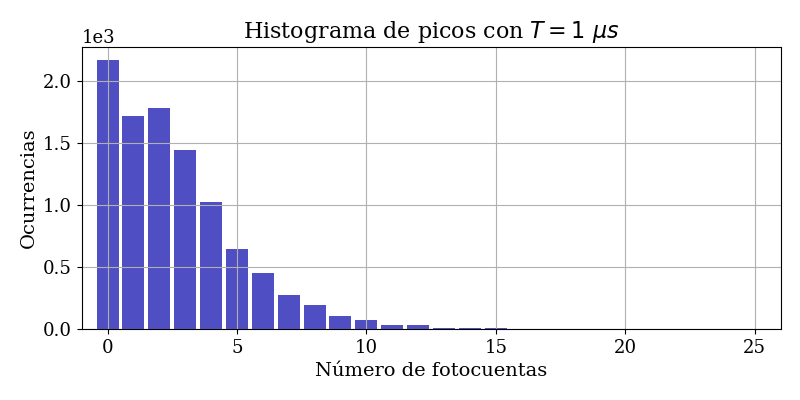 Histograma de picos con T = 1 μs
1e3
2.0
1.5
1.0
0.5
0.0
Ocurrencias
0 5 10 15 20 25
Número de fotocuentas